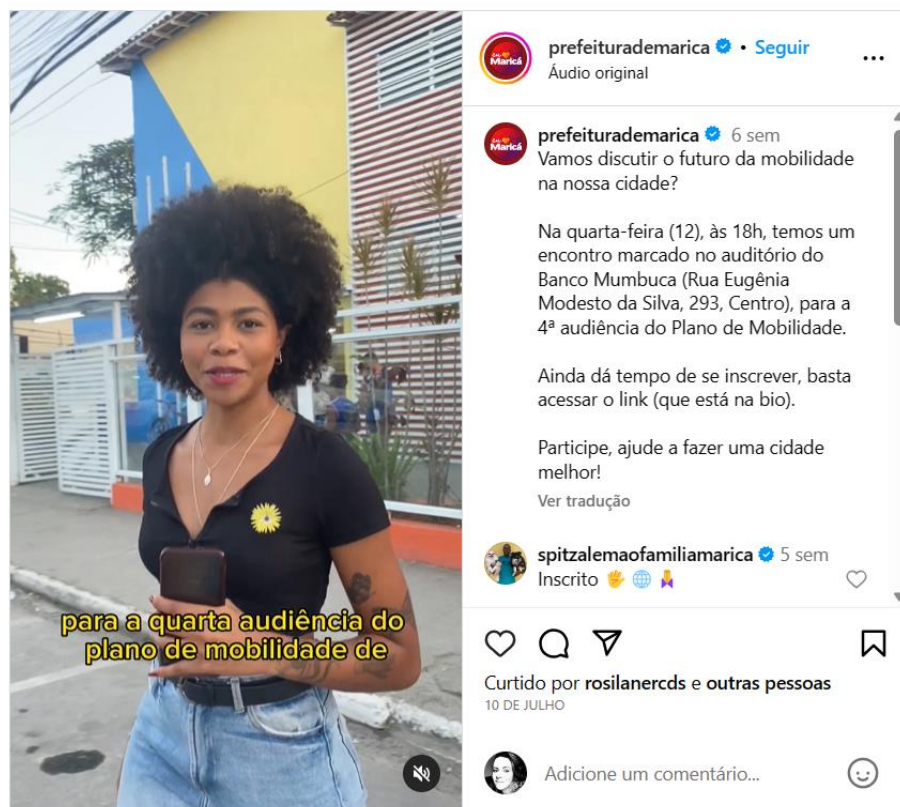 para a quarta audiência do
plano de mobilidade de
eu
Maricá
prefeiturademarica • Seguir
Áudio original
eu
Maricá
prefeiturademarica 6 sem
Vamos discutir o futuro da mobilidade
na nossa cidade?
Na quarta-feira (12), às 18h, temos um
encontro marcado no auditório do
Banco Mumbuca (Rua Eugênia
Modesto da Silva, 293, Centro), para a
4ª audiência do Plano de Mobilidade.
Ainda dá tempo de se inscrever, basta
acessar o link (que está na bio).
Participe, ajude a fazer uma cidade
melhor!
Ver tradução
spitzalemaofamiliamarica 5 sem
Inscrito 🖐️ 🌐 🙏
Curtido por rosilanercds e outras pessoas
10 DE JULHO
Adicione um comentário...